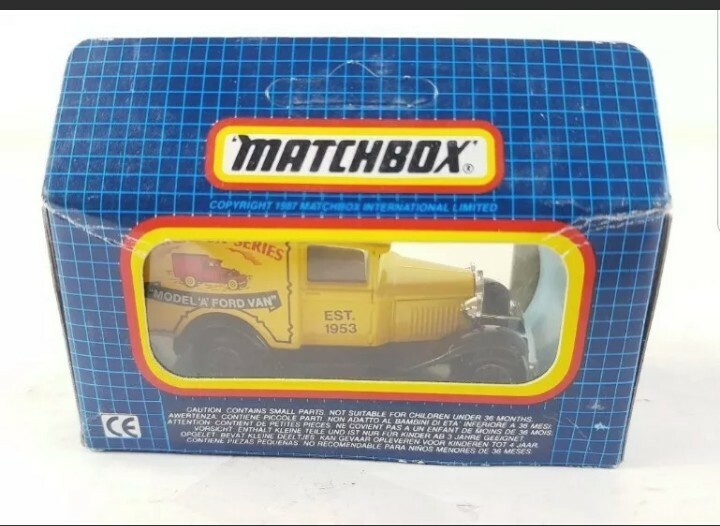 "MATCHBOX"®
COPYRIGHT 1987 MATCHBOX INTERNATIONAL LIMITED
SERIES
"MODEL 'A' FORD VAN"
EST.
1953
CE
CAUTION: CONTAINS SMALL PARTS. NOT SUITABLE FOR CHILDREN UNDER 36 MONTHS.
AWERTENZA: CONTIENE PICCOLE PARTI. NON ADATTO AL BAMBINI DI ETA' INFERIORE A 36 MESI.
ATTENTION: CONTIENT DE PETITES PIECES. NE CONVIENT PAS A UN ENFANT DE MOINS DE 36 MOIS.
VORSICHT: ENTHÄLT KLEINE TEILE UND IST NUR FÜR KINDER AB 3 JAHRE GEEIGNET.
OPGELET: BEVAT KLEINE DEELTJES. KAN GEVAAR OPLEVEREN VOOR KINDEREN TOT 4 JAAR.
CONTIENE PIEZAS PEQUENAS. NO RECOMENDABLE PARA NIÑOS MENORES DE 36 MESES.